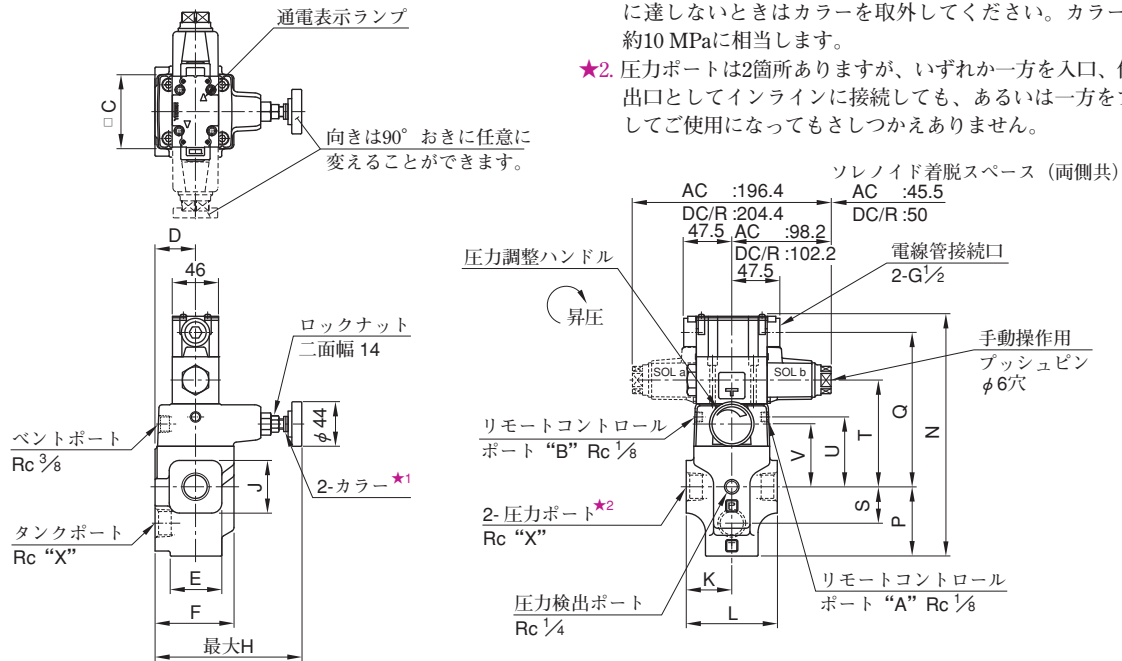 通電表示ランプ
□ C
向きは90° おきに任意に
変えることができます。
に達しないときはカラーを取外してください。カラー
約10 MPaに相当します。
★2. 圧力ポートは2箇所ありますが、いずれか一方を入口、
出口としてインラインに接続しても、あるいは一方を
してご使用になってもさしつかえありません。
D
46
ロックナット
二面幅 14
φ 44
ベントポート
Rc 3/8
J
2-カラー★1
タンクポート
Rc “X”
E
F
最大H
ソレノイド着脱スペース（両側共）
AC :196.4
DC/R :204.4
AC :45.5
DC/R :50
47.5
AC :98.2
DC/R :102.2
47.5
圧力調整ハンドル
昇圧
電線管接続口
2-G1/2
SOL a
SOL b
手動操作用
プッシュピン
φ6穴
リモートコントロール
ポート “B” Rc 1/8
V
U
T
Q
N
2- 圧力ポート★2
Rc “X”
S
P
P
T
K
L
圧力検出ポート
Rc 1/4
リモートコントロール
ポート “A” Rc 1/8